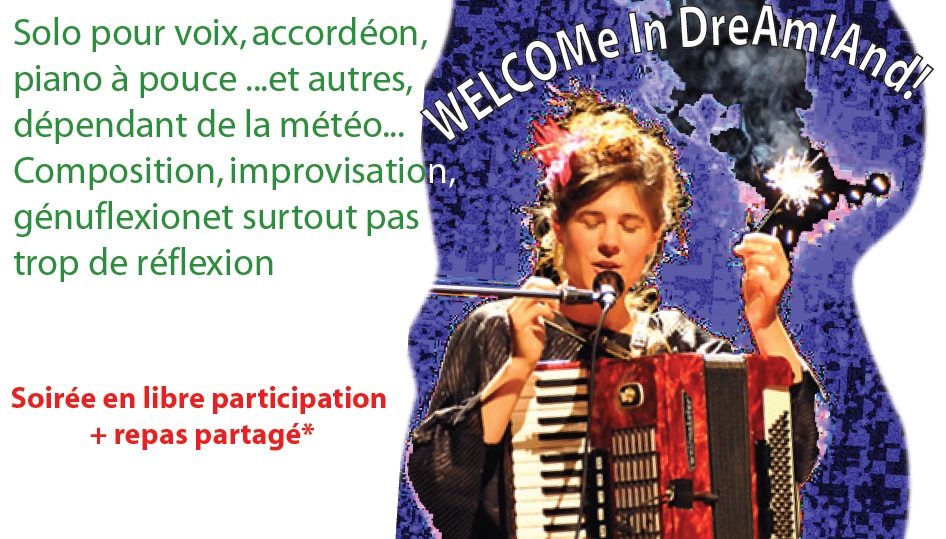 WELCOMe In DreAmlAnd!
Solo pour voix, accordéon,
piano à pouce ...et autres,
dépendant de la météo...
Composition, improvisation,
génuflexionet surtout pas
trop de réflexion
Soirée en libre participation
+ repas partagé*